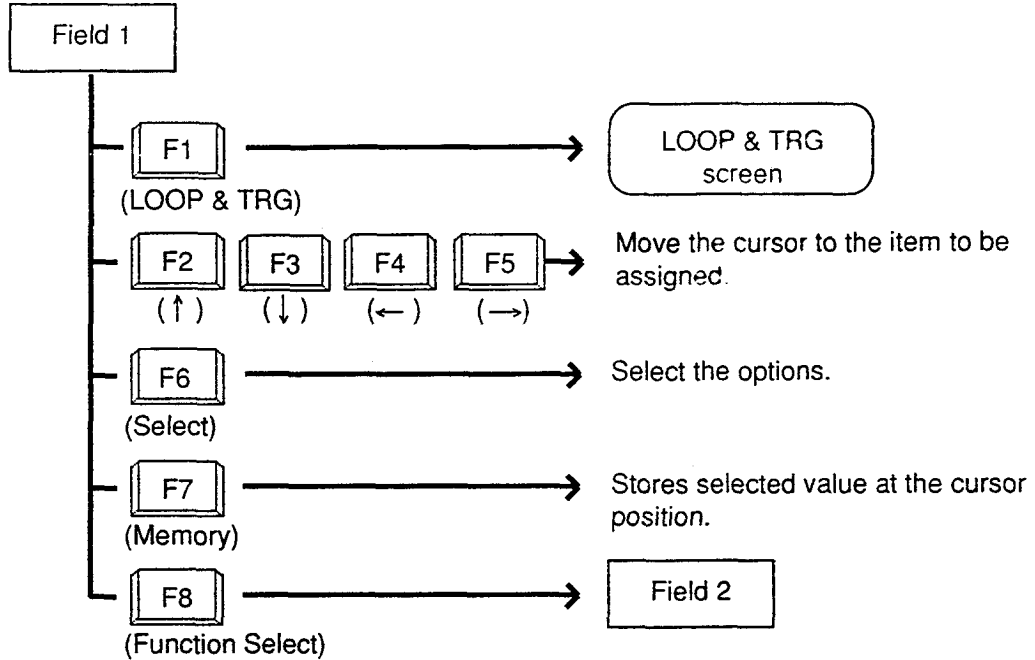 Field 1
F1
(LOOP & TRG)
LOOP & TRG
screen
F2 F3 F4 F5
(↑) (↓) (←) (→)
Move the cursor to the item to be
assigned.
F6
(Select)
Select the options.
F7
(Memory)
Stores selected value at the cursor
position.
F8
(Function Select)
Field 2